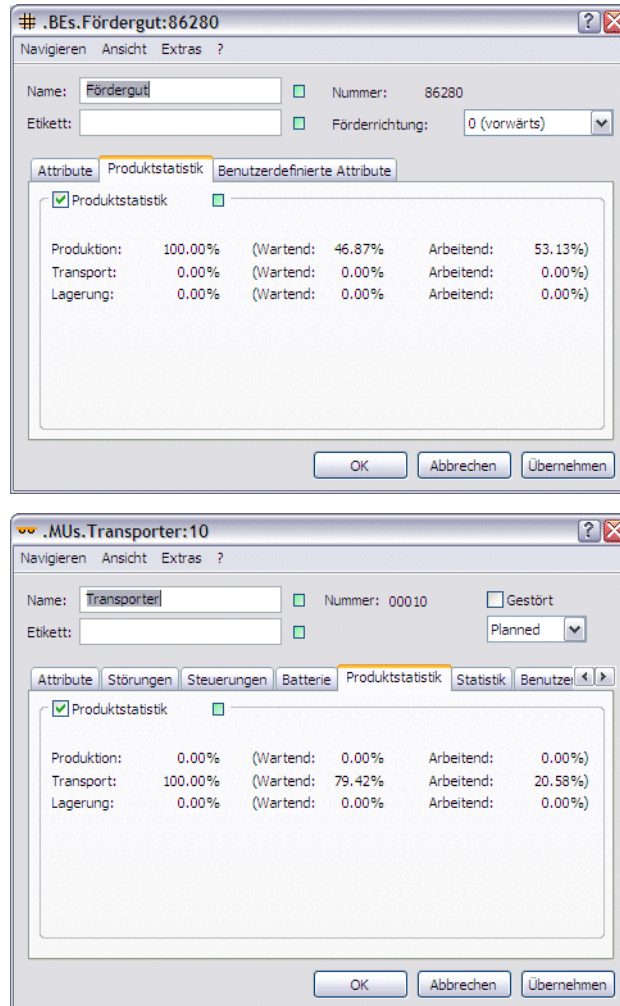 .BEs.Fördergut:86280
Navigieren Ansicht Extras ?
Name: Fördergut Nummer: 86280
Etikett: Förderrichtung: 0 (vorwärts)
Attribute Produktstatistik Benutzerdefinierte Attribute
Produktstatistik
Produktion: 100.00% (Wartend: 46.87% Arbeitend: 53.13%)
Transport: 0.00% (Wartend: 0.00% Arbeitend: 0.00%)
Lagerung: 0.00% (Wartend: 0.00% Arbeitend: 0.00%)
OK Abbrechen Übernehmen
.MUs.Transporter:10
Navigieren Ansicht Extras ?
Name: Transporter Nummer: 00010 Gestört
Etikett: Planned
Attribute Störungen Steuerungen Batterie Produktstatistik Statistik Benutzer
Produktstatistik
Produktion: 0.00% (Wartend: 0.00% Arbeitend: 0.00%)
Transport: 100.00% (Wartend: 79.42% Arbeitend: 20.58%)
Lagerung: 0.00% (Wartend: 0.00% Arbeitend: 0.00%)
OK Abbrechen Übernehmen